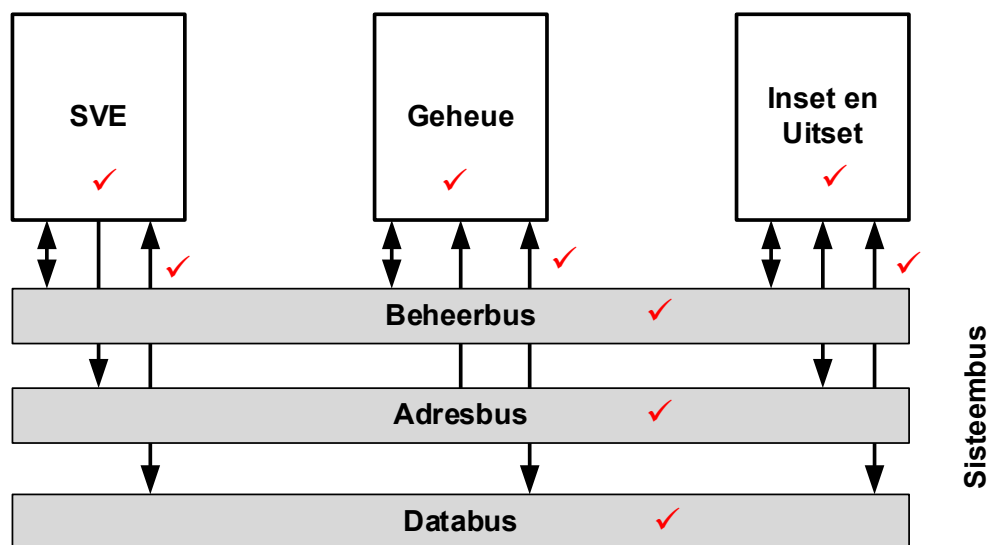 SVE
Geheue
Inset en
Uitset
Beheerbus
Adresbus
Databus
Sisteembus